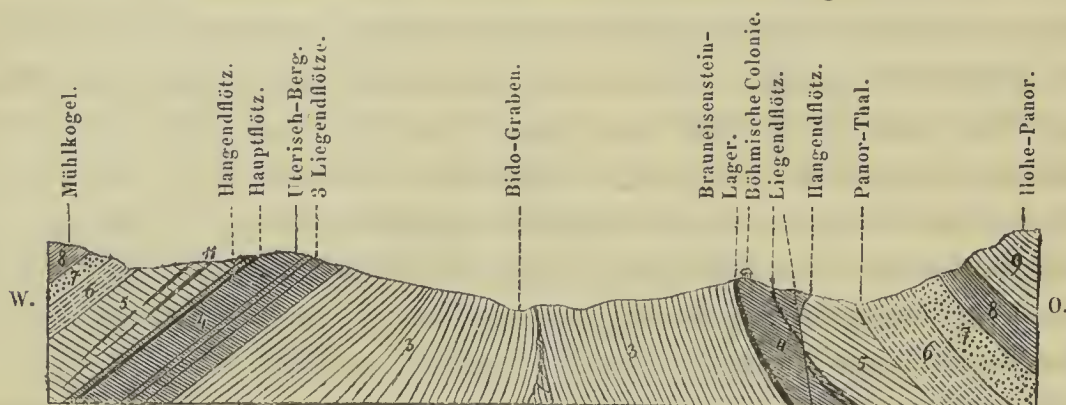 Mühlkogel.
Hangendflötz.
Hauptflötz.
Uterisch-Berg.
3 Liegendflötze.
Bido-Graben.
Brauneisenstein-
Lager.
Böhmische Colonie.
Liegendflötz.
Hangendflötz.
Panor-Thal.
Hohe-Panor.
W.
8
7
6
5
11
4
3
3
4
5
6
7
8
9
O.